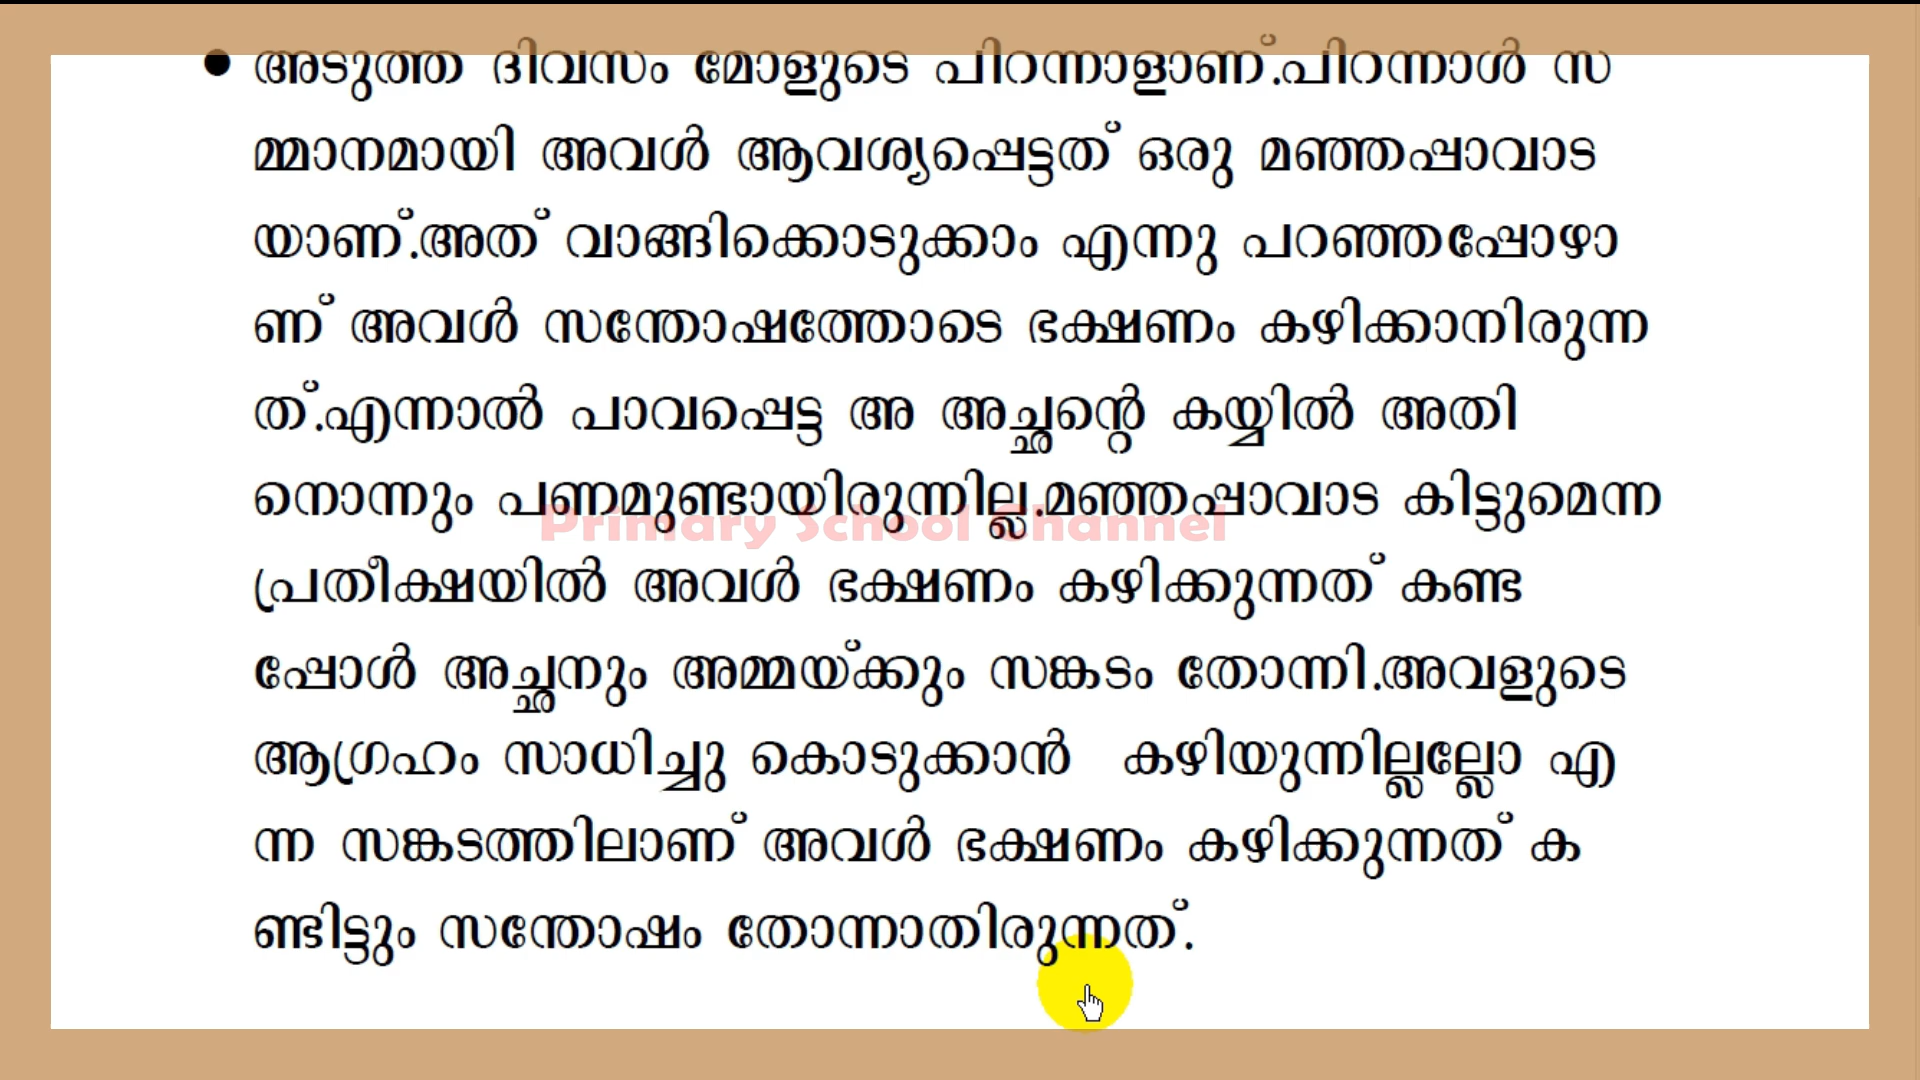 ● അടുത്ത ദിവസം മോളുടെ പിറന്നാളാണ്.പിറന്നാൾ സ
മ്മാനമായി അവൾ ആവശ്യപ്പെട്ടത് ഒരു മഞ്ഞപ്പാവാട
യാണ്.അത് വാങ്ങിക്കൊടുക്കാം എന്നു പറഞ്ഞപ്പോഴാ
ണ് അവൾ സന്തോഷത്തോടെ ഭക്ഷണം കഴിക്കാനിരുന്ന
ത്.എന്നാൽ പാവപ്പെട്ട അ അച്ഛന്റെ കയ്യിൽ അതി
നൊന്നും പണമുണ്ടായിരുന്നില്ല.മഞ്ഞപ്പാവാട കിട്ടുമെന്ന
Primary School Channel
പ്രതീക്ഷയിൽ അവൾ ഭക്ഷണം കഴിക്കുന്നത് കണ്ട
പ്പോൾ അച്ഛനും അമ്മയ്ക്കും സങ്കടം തോന്നി.അവളുടെ
ആഗ്രഹം സാധിച്ചു കൊടുക്കാൻ കഴിയുന്നില്ലല്ലോ എ
ന്ന സങ്കടത്തിലാണ് അവൾ ഭക്ഷണം കഴിക്കുന്നത് ക
ണ്ടിട്ടും സന്തോഷം തോന്നാതിരുന്നത്.